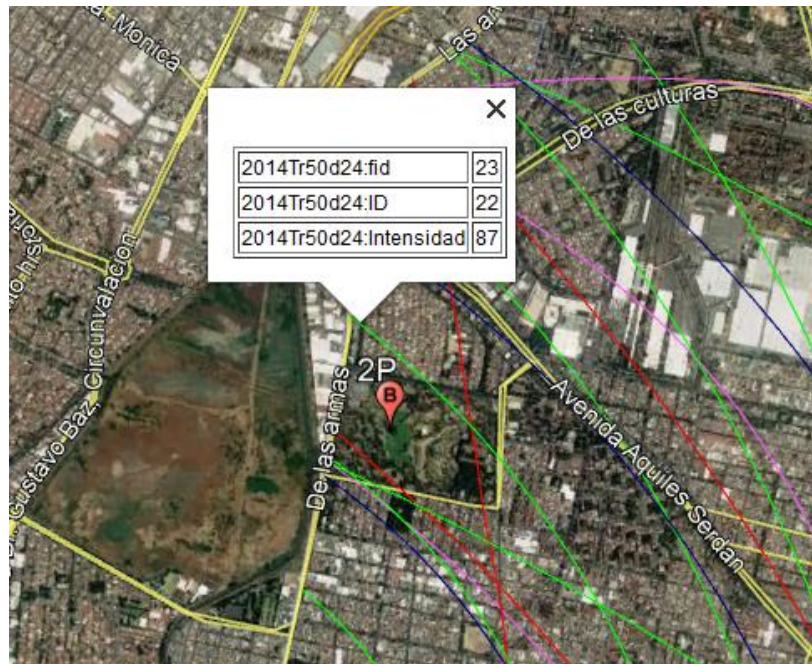 a. Monica
Las ar
De las culturas
×
2014Tr50d24:fid 23
2014Tr50d24:ID 22
2014Tr50d24:Intensidad 87
Gustavo Baz, Circunvalacion
2P
B
De las armas
Avenida Aquiles Serdan